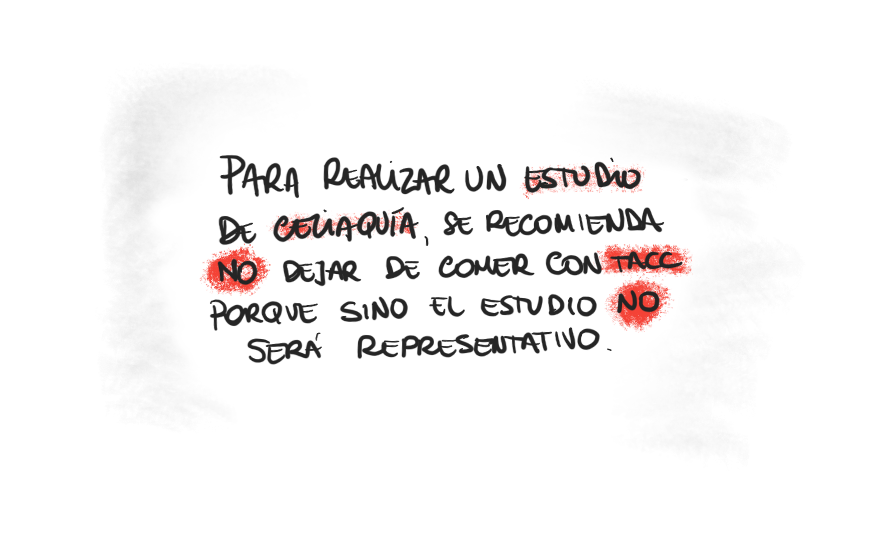 PARA REALIZAR UN ESTUDIO
DE CELIAQUÍA, SE RECOMIENDA
NO DEJAR DE COMER CON TACC
PORQUE SINO EL ESTUDIO NO
SERÁ REPRESENTATIVO.